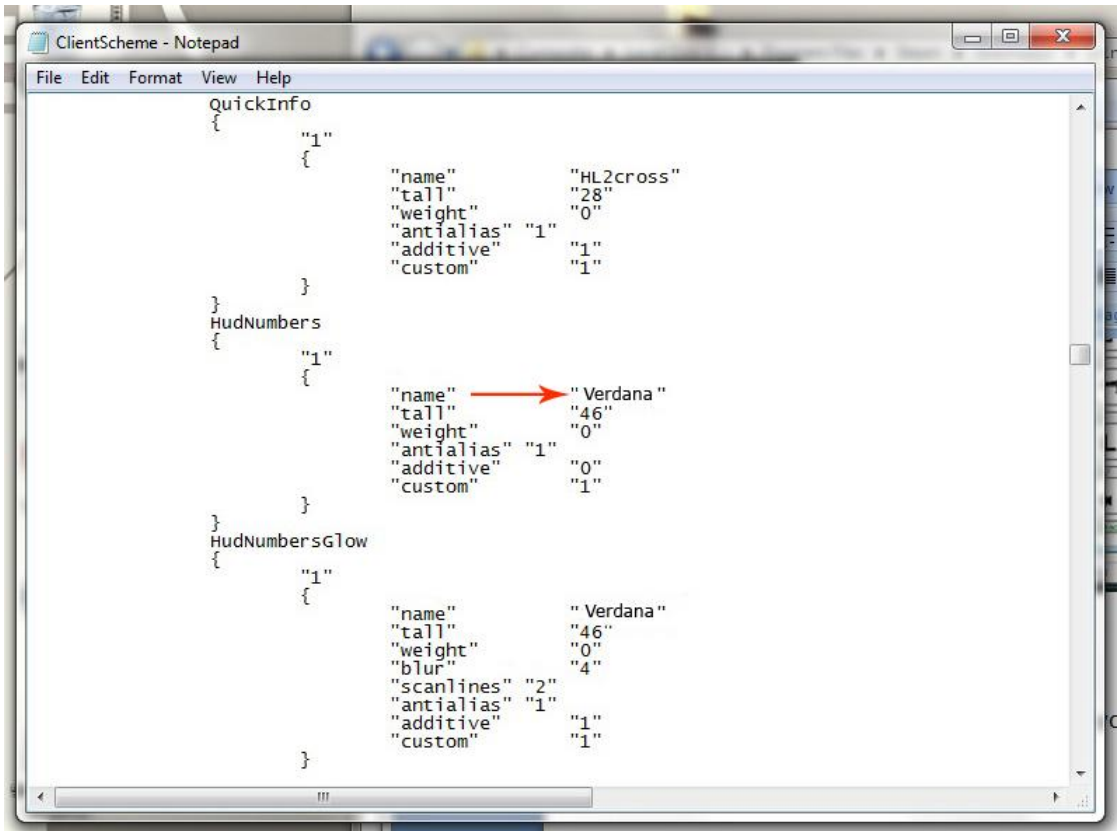 ClientScheme - Notepad
File Edit Format View Help
QuickInfo
{
"1"
{
"name" "HL2cross"
"tall" "28"
"weight" "0"
"antialias" "1"
"additive" "1"
"custom" "1"
}
}
HudNumbers
{
"1"
{
"name" " Verdana "
"tall" "46"
"weight" "0"
"antialias" "1"
"additive" "0"
"custom" "1"
}
}
HudNumbersGlow
{
"1"
{
"name" " Verdana "
"tall" "46"
"weight" "0"
"blur" "4"
"scanlines" "2"
"antialias" "1"
"additive" "1"
"custom" "1"
}